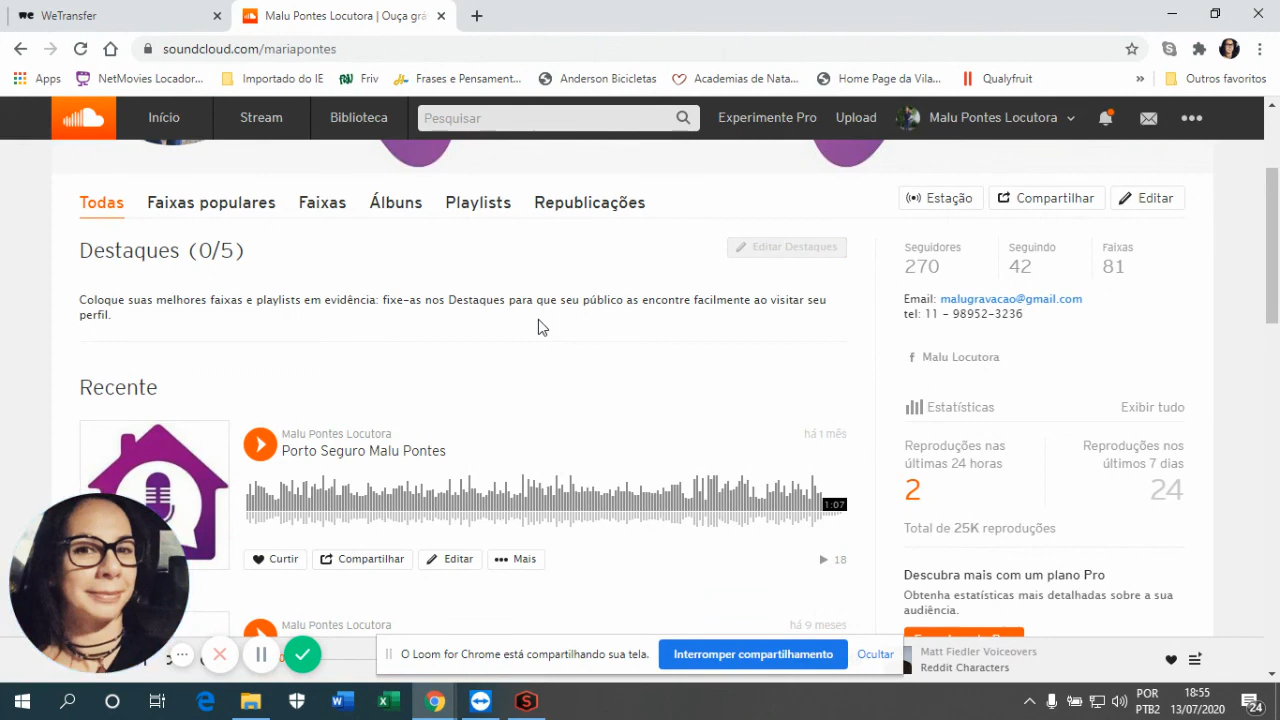 WeTransfer
Malu Pontes Locutora | Ouça grá
soundcloud.com/mariapontes
Apps
NetMovies Locador...
Importado do IE
Friv
Frases e Pensament...
Anderson Bicicletas
Academias de Nata...
Home Page da Vila...
Qualyfruit
»
Outros favoritos
Início
Stream
Biblioteca
Pesquisar
Experimente Pro
Upload
Malu Pontes Locutora
Todas
Faixas populares
Faixas
Álbuns
Playlists
Republicações
Estação
Compartilhar
Editar
Destaques (0/5)
Editar Destaques
Coloque suas melhores faixas e playlists em evidência: fixe-as nos Destaques para que seu público as encontre facilmente ao visitar seu
perfil.
Seguidores
270
Seguindo
42
Faixas
81
Email: malugravacao@gmail.com
tel: 11 - 98952-3236
Malu Locutora
Estatísticas
Exibir tudo
Reproduções nas
últimas 24 horas
2
Reproduções nos
últimos 7 dias
24
Total de 25K reproduções
Descubra mais com um plano Pro
Obtenha estatísticas mais detalhadas sobre a sua
audiência.
Recente
Malu Pontes Locutora
Porto Seguro Malu Pontes
há 1 mês
1:07
Curtir
Compartilhar
Editar
Mais
18
Malu Pontes Locutora
há 9 meses
O Loom for Chrome está compartilhando sua tela.
Interromper compartilhamento
Ocultar
Matt Fiedler Voiceovers
Reddit Characters
POR
PTB2
18:55
13/07/2020
24